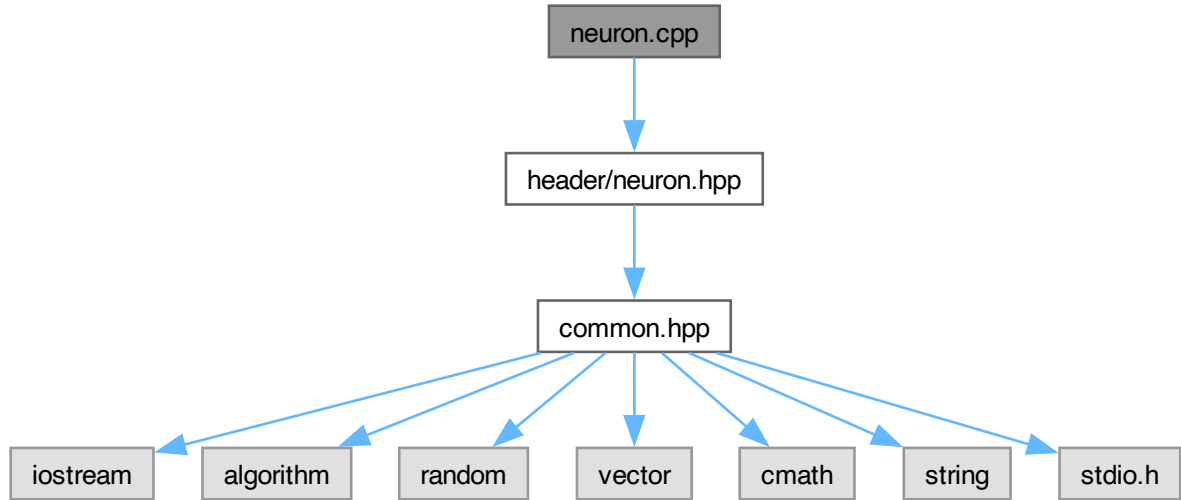 neuron.cpp
header/neuron.hpp
common.hpp
iostream
algorithm
random
vector
cmath
string
stdio.h